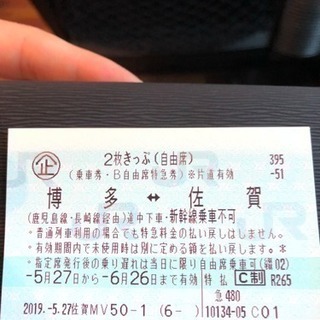 企
2枚きっぷ(自由席) 395
(乗車券・B自由席特急券)※片道有効 -51
博多 ↔ 佐賀
(鹿児島線・長崎線経由)途中下車・新幹線乗車不可
・普通列車利用の場合でも特急料金の払い戻しはしません。
・有効期間内で未使用時は別に定める額を払い戻します。*
・指定席発行後の乗り遅れは当日に限り自由席乗車可(磁02)
-5月27日から-6月26日まで有効 特 払 C制 R265
急480
2019.-5.27佐賀MV50-1 (6- ) 10134-05 C01